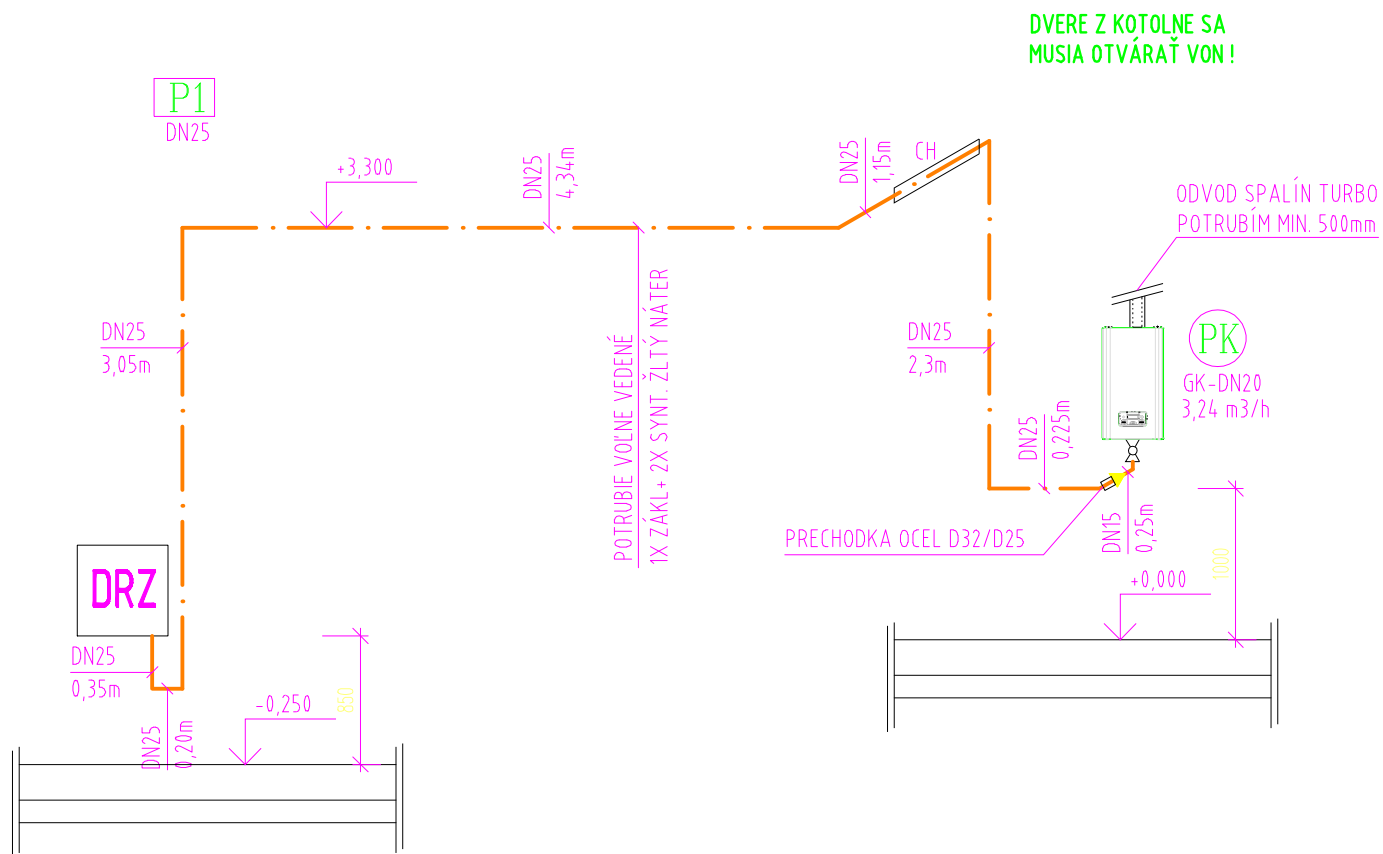 DVERE Z KOTOLNE SA
MUSIA OTVÁRAŤ VON !
P1
DN25
+3,300
DN25
4,34m
DN25
1,15m
CH
ODVOD SPALÍN TURBO
POTRUBÍM MIN. 500mm
DN25
3,05m
POTRUBIE VOĽNE VEDENÉ
1X ZÁKL+ 2X SYNT. ŽLTÝ NÁTER
DN25
2,3m
PK
GK-DN20
3,24 m3/h
DN25
0,225m
PRECHODKA OCEL D32/D25
DN15
0,25m
1000
+0,000
DRZ
DN25
0,35m
DN25
0,20m
-0,250
850